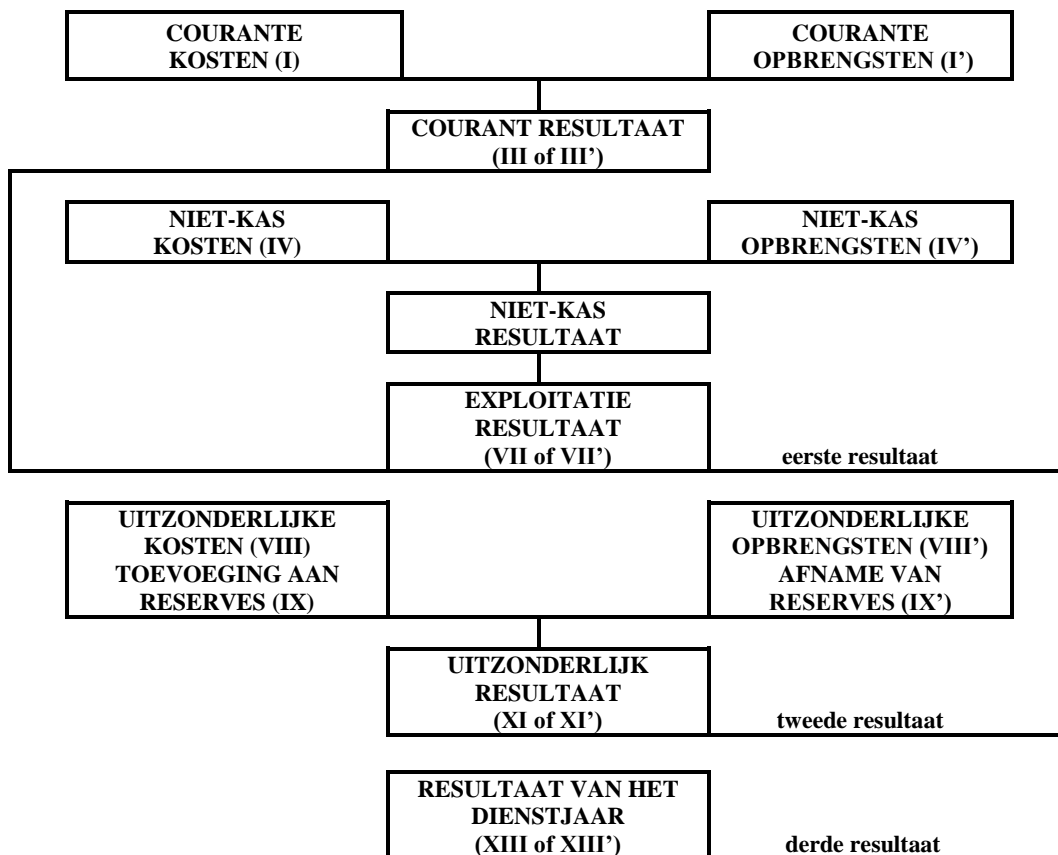 COURANTE
KOSTEN (I)
COURANTE
OPBRENGSTEN (I')
COURANT RESULTAAT
(III of III’)
NIET-KAS
KOSTEN (IV)
NIET-KAS
OPBRENGSTEN (IV’)
NIET-KAS
RESULTAAT
EXPLOITATIE
RESULTAAT
(VII of VII’)
eerste resultaat
UITZONDERLIJKE
KOSTEN (VIII)
TOEVOEGING AAN
RESERVES (IX)
UITZONDERLIJKE
OPBRENGSTEN (VIII’)
AFNAME VAN
RESERVES (IX’)
UITZONDERLIJK
RESULTAAT
(XI of XI’)
tweede resultaat
RESULTAAT VAN HET
DIENSTJAAR
(XIII of XIII’)
derde resultaat